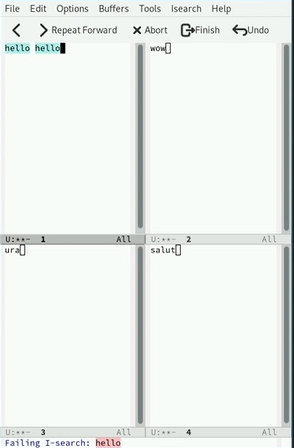 File Edit Options Buffers Tools Isearch Help
Repeat Forward Abort Finish Undo
hello hello
wow
U:**- 1 All
U:**- 2 All
ura
salut
U:**- 3 All
U:**- 4 All
Failing I-search: hello